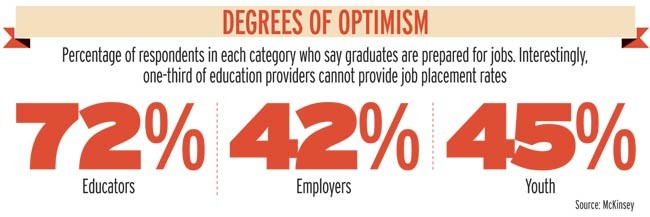 DEGREES OF OPTIMISM
Percentage of respondents in each category who say graduates are prepared for jobs. Interestingly,
one-third of education providers cannot provide job placement rates
72% 42% 45%
Educators Employers Youth
Source: McKinsey